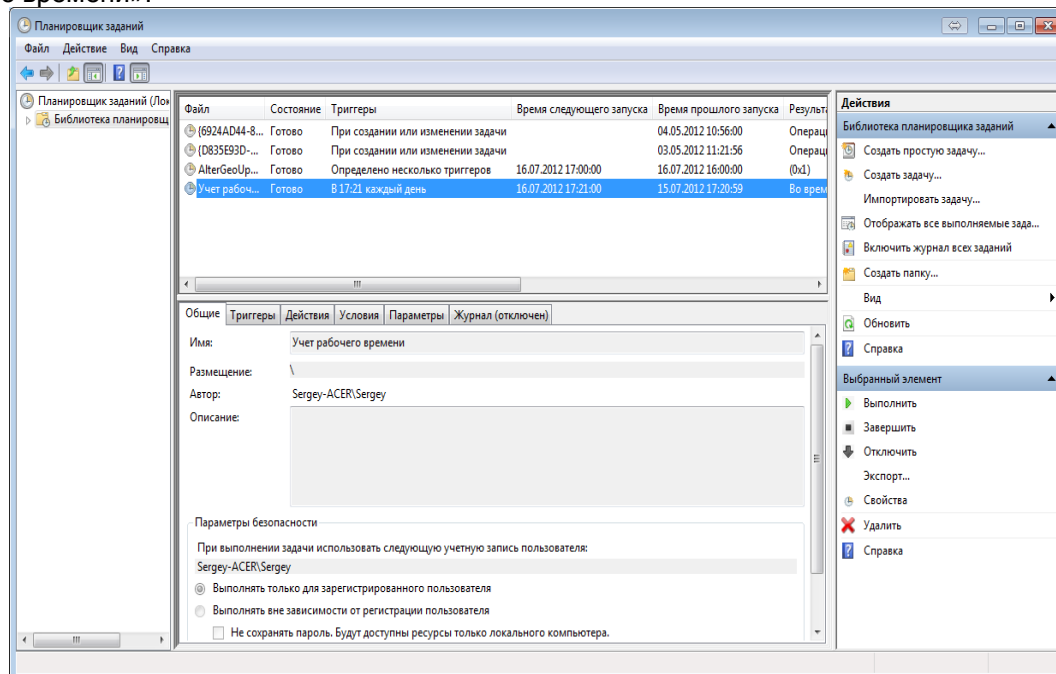 о времени».
Планировщик заданий
Файл Действие Вид Справка
Планировщик заданий (Лок
Библиотека планировщ
Файл Состояние Триггеры Время следующего запуска Время прошлого запуска Результа
{6924AD44-8... Готово При создании или изменении задачи 04.05.2012 10:56:00 Операци
{D835E93D-... Готово При создании или изменении задачи 03.05.2012 11:21:56 Операци
AlterGeoUp... Готово Определено несколько триггеров 16.07.2012 17:00:00 16.07.2012 16:00:00 (0x1)
Учет рабоч... Готово В 17:21 каждый день 16.07.2012 17:21:00 15.07.2012 17:20:59 Во врем
Общие Триггеры Действия Условия Параметры Журнал (отключен)
Имя: Учет рабочего времени
Размещение: \
Автор: Sergey-ACER\Sergey
Описание:
Параметры безопасности
При выполнении задачи использовать следующую учетную запись пользователя:
Sergey-ACER\Sergey
Выполнять только для зарегистрированного пользователя
Выполнять вне зависимости от регистрации пользователя
Не сохранять пароль. Будут доступны ресурсы только локального компьютера.
Действия
Библиотека планировщика заданий
Создать простую задачу...
Создать задачу...
Импортировать задачу...
Отображать все выполняемые зада...
Включить журнал всех заданий
Создать папку...
Вид
Обновить
Справка
Выбранный элемент
Выполнить
Завершить
Отключить
Экспорт...
Свойства
Удалить
Справка